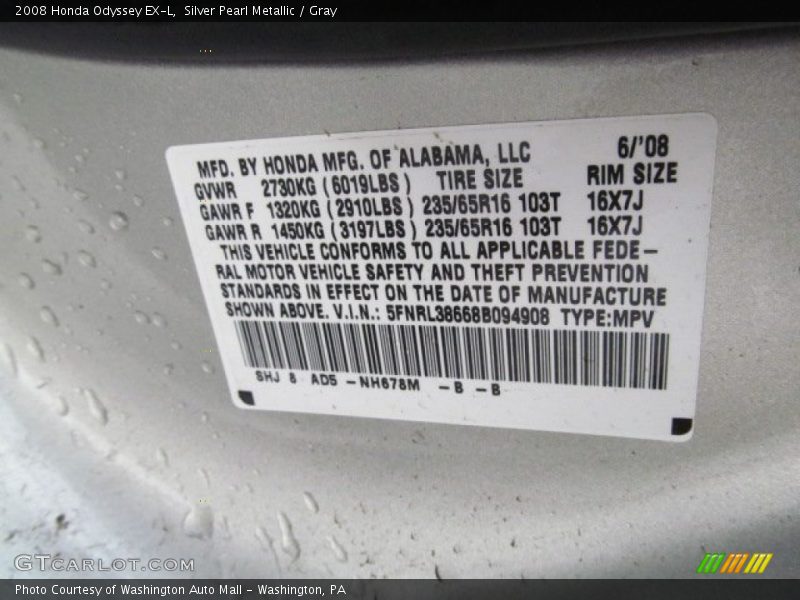 2008 Honda Odyssey EX-L,  Silver Pearl Metallic / Gray
MFD. BY HONDA MFG. OF ALABAMA, LLC 6/'08
GVWR 2730KG (6019LBS) TIRE SIZE RIM SIZE
GAWR F 1320KG (2910LBS) 235/65R16 103T 16X7J
GAWR R 1450KG (3197LBS) 235/65R16 103T 16X7J
THIS VEHICLE CONFORMS TO ALL APPLICABLE FEDE-
RAL MOTOR VEHICLE SAFETY AND THEFT PREVENTION
STANDARDS IN EFFECT ON THE DATE OF MANUFACTURE
SHOWN ABOVE. V.I.N.: 5FNRL38668B094908 TYPE:MPV
SHJ 8 AD5 -NH678M -B -B
GTCARLOT.COM
Photo Courtesy of Washington Auto Mall - Washington, PA